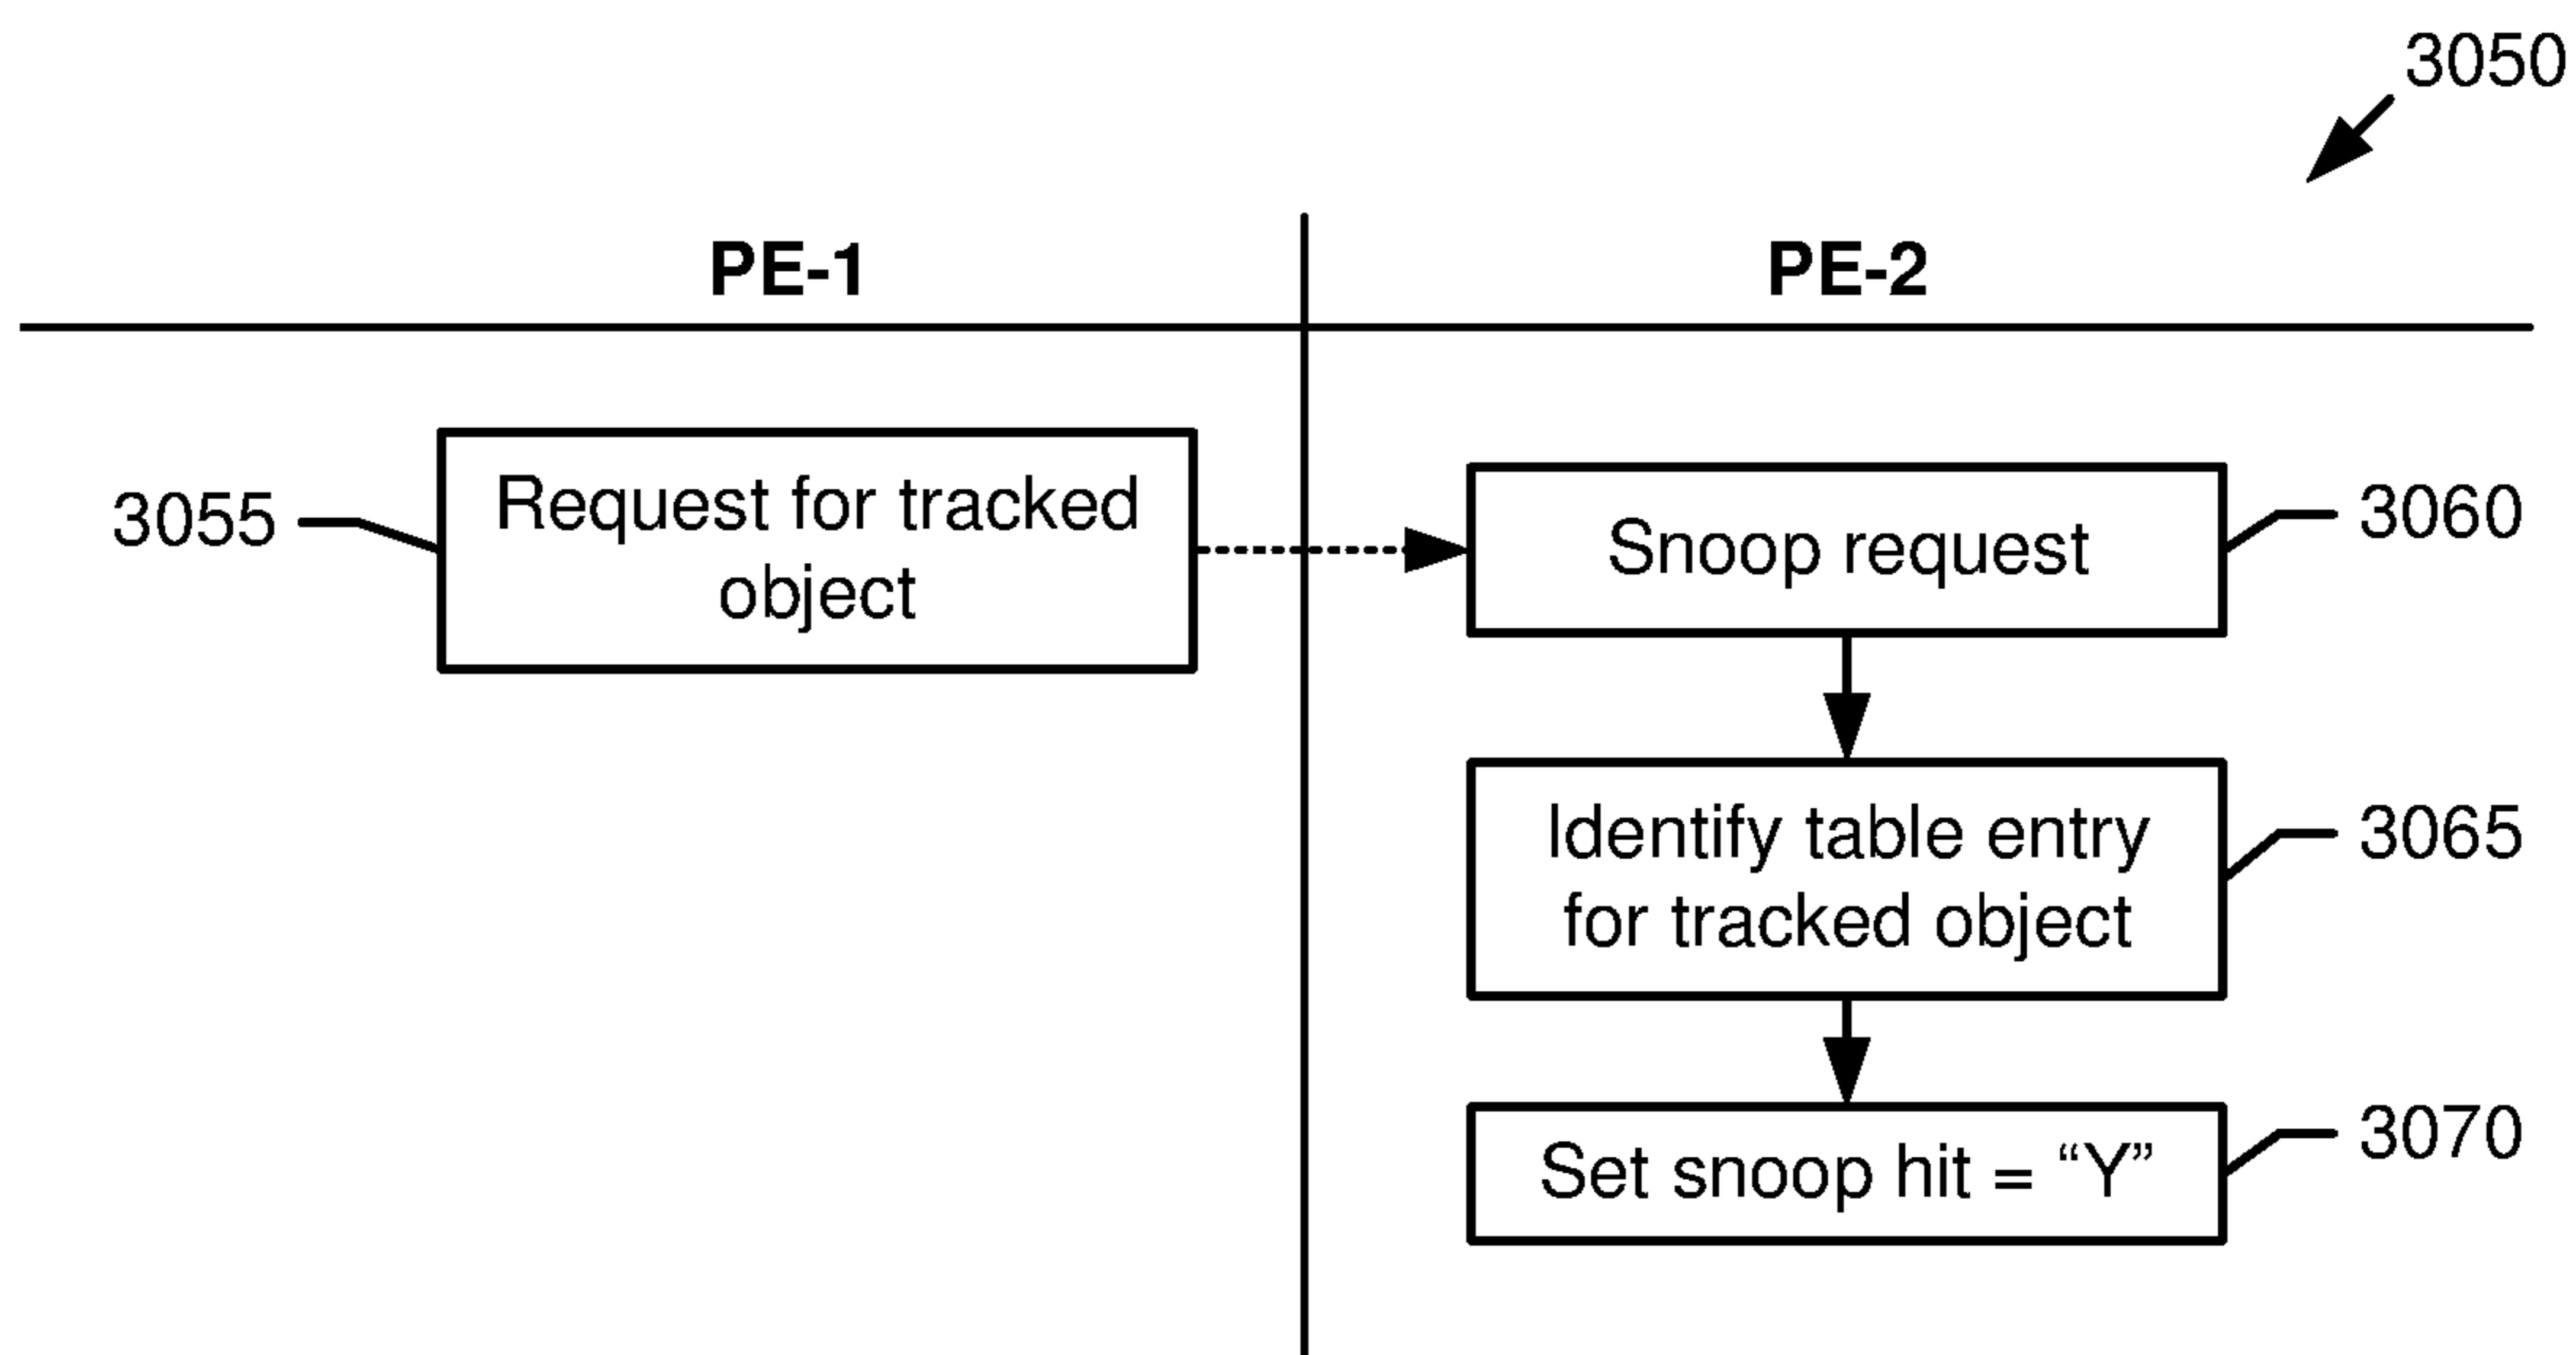 3050
PE-1
PE-2
3055
Request for tracked
object
Snoop request
3060
Identify table entry
for tracked object
3065
Set snoop hit = “Y”
3070